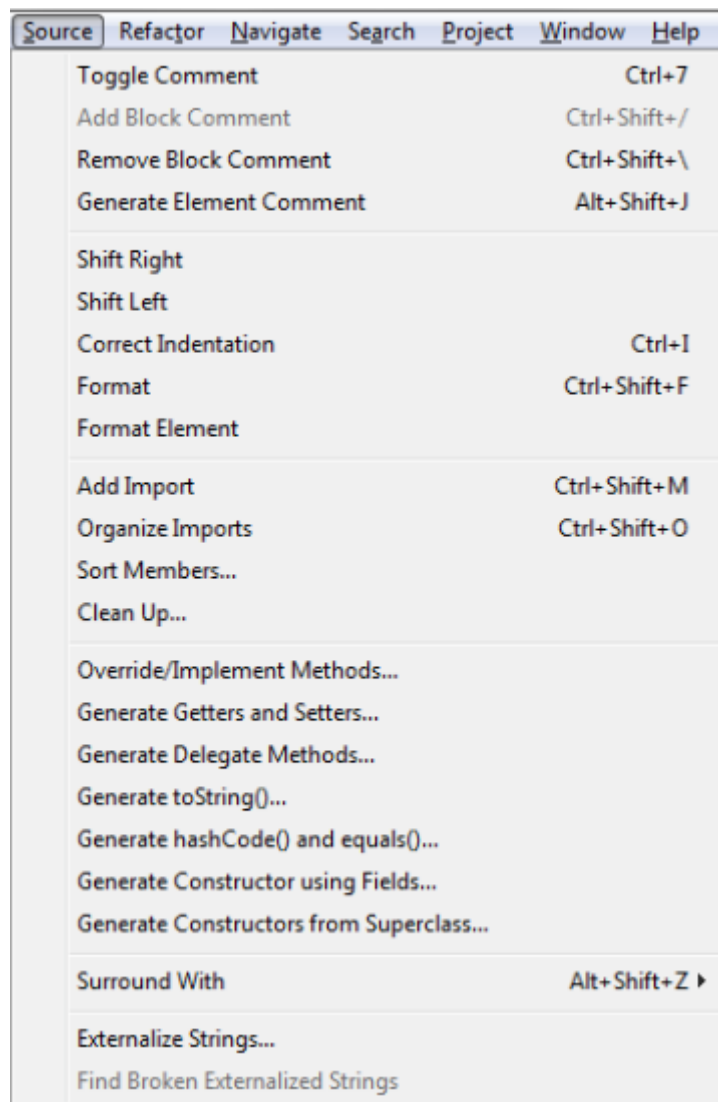 Source Refactor Navigate Search Project Window Help
Toggle Comment Ctrl+7
Add Block Comment Ctrl+Shift+/
Remove Block Comment Ctrl+Shift+\
Generate Element Comment Alt+Shift+J
Shift Right
Shift Left
Correct Indentation Ctrl+I
Format Ctrl+Shift+F
Format Element
Add Import Ctrl+Shift+M
Organize Imports Ctrl+Shift+O
Sort Members...
Clean Up...
Override/Implement Methods...
Generate Getters and Setters...
Generate Delegate Methods...
Generate toString()...
Generate hashCode() and equals()...
Generate Constructor using Fields...
Generate Constructors from Superclass...
Surround With Alt+Shift+Z
Externalize Strings...
Find Broken Externalized Strings